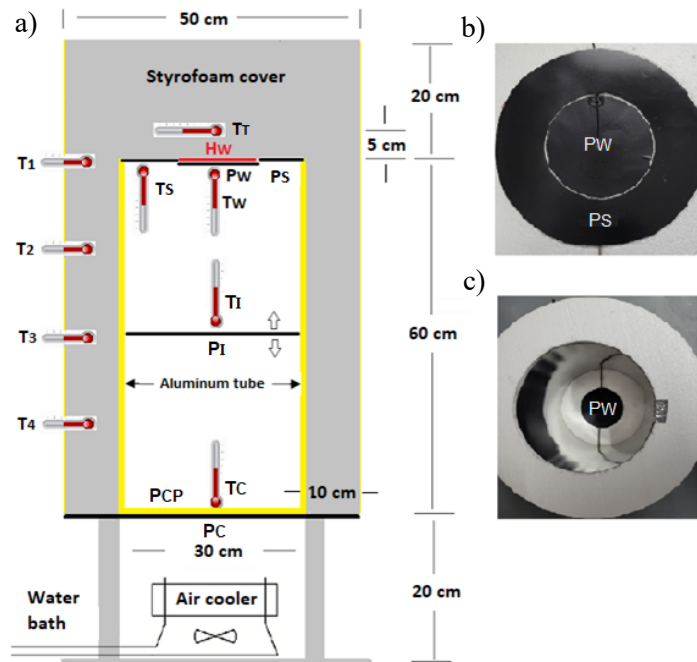 a)
50 cm
b)
Styrofoam cover
20 cm
TT
5 cm
HW
T1
TS
PW
PS
TW
PW
PS
T2
TI
c)
T3
PI
60 cm
Aluminum tube
T4
PW
PCP
TC
10 cm
PC
30 cm
Water
bath
Air cooler
20 cm